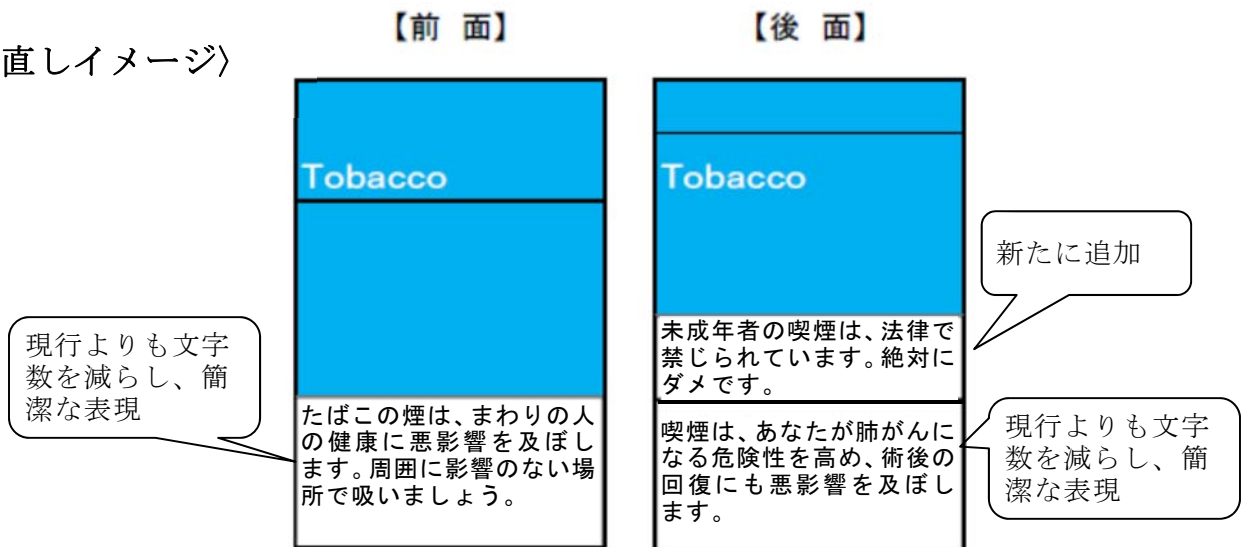 【前 面】
【後 面】
直しイメージ〉
Tobacco
たばこの煙は、まわりの人
の健康に悪影響を及ぼし
ます。周囲に影響のない場
所で吸いましょう。
現行よりも文字
数を減らし、簡
潔な表現
Tobacco
未成年者の喫煙は、法律で
禁じられています。絶対に
ダメです。
喫煙は、あなたが肺がんに
なる危険性を高め、術後の
回復にも悪影響を及ぼし
ます。
新たに追加
現行よりも文字
数を減らし、簡
潔な表現